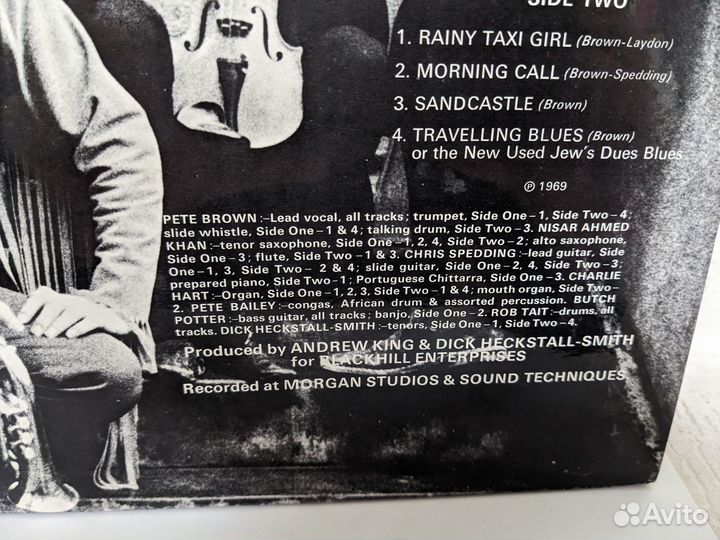 SIDE TWO
1. RAINY TAXI GIRL (Brown-Laydon)
2. MORNING CALL (Brown-Spedding)
3. SANDCASTLE (Brown)
4. TRAVELLING BLUES (Brown)
or the New Used Jew's Dues Blues
℗ 1969
PETE BROWN:–Lead vocal, all tracks; trumpet, Side One–1, Side Two–4;
slide whistle, Side One–1 & 4; talking drum, Side Two–3. NISAR AHMED
KHAN:–tenor saxophone, Side One–1, 2, 4, Side Two–2; alto saxophone,
Side One–3; flute, Side Two–1 & 3. CHRIS SPEDDING:–lead guitar, Side
One–1, 3, Side Two–2 & 4; slide guitar, Side One–2, 4, Side Two–3;
prepared piano, Side Two–1; Portuguese Chittarra, Side One–3. CHARLIE
HART:–Organ, Side One–1, 2, 3, Side Two–1 & 4; mouth organ, Side Two–
2. PETE BAILEY:–congas, African drum & assorted percussion. BUTCH
POTTER:–bass guitar, all tracks; banjo, Side One–2. ROB TAIT:–drums, all
tracks. DICK HECKSTALL-SMITH:–tenors, Side One–1, Side Two–4.
Produced by ANDREW KING & DICK HECKSTALL-SMITH
for BLACKHILL ENTERPRISES
Recorded at MORGAN STUDIOS & SOUND TECHNIQUES
Avito